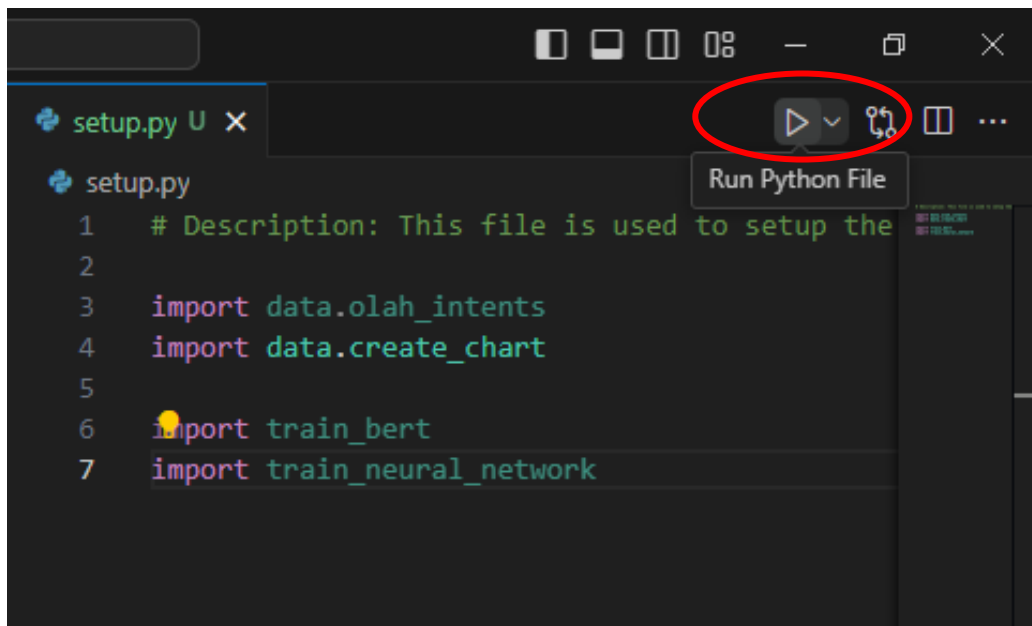 setup.py U
Run Python File
setup.py
1 # Description: This file is used to setup the
2
3 import data.olah_intents
4 import data.create_chart
5
6 import train_bert
7 import train_neural_network